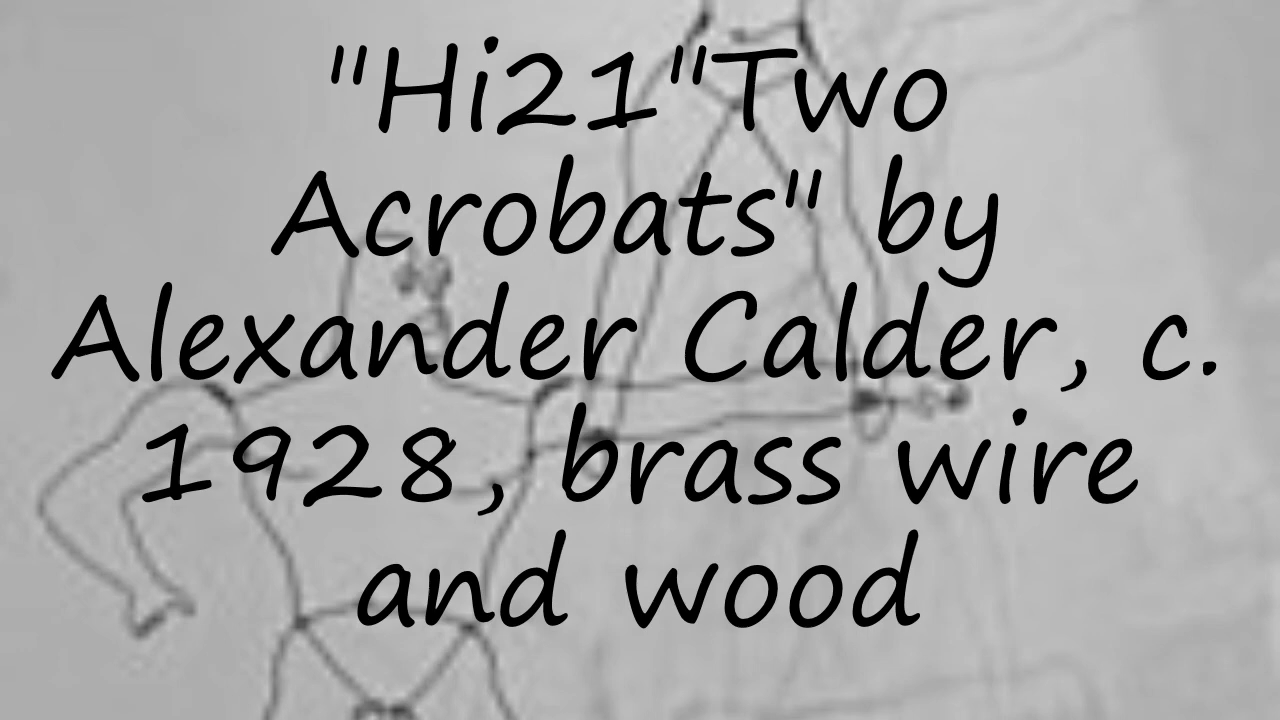 "Hi21"Two
Acrobats" by
Alexander Calder, c.
1928, brass wire
and wood